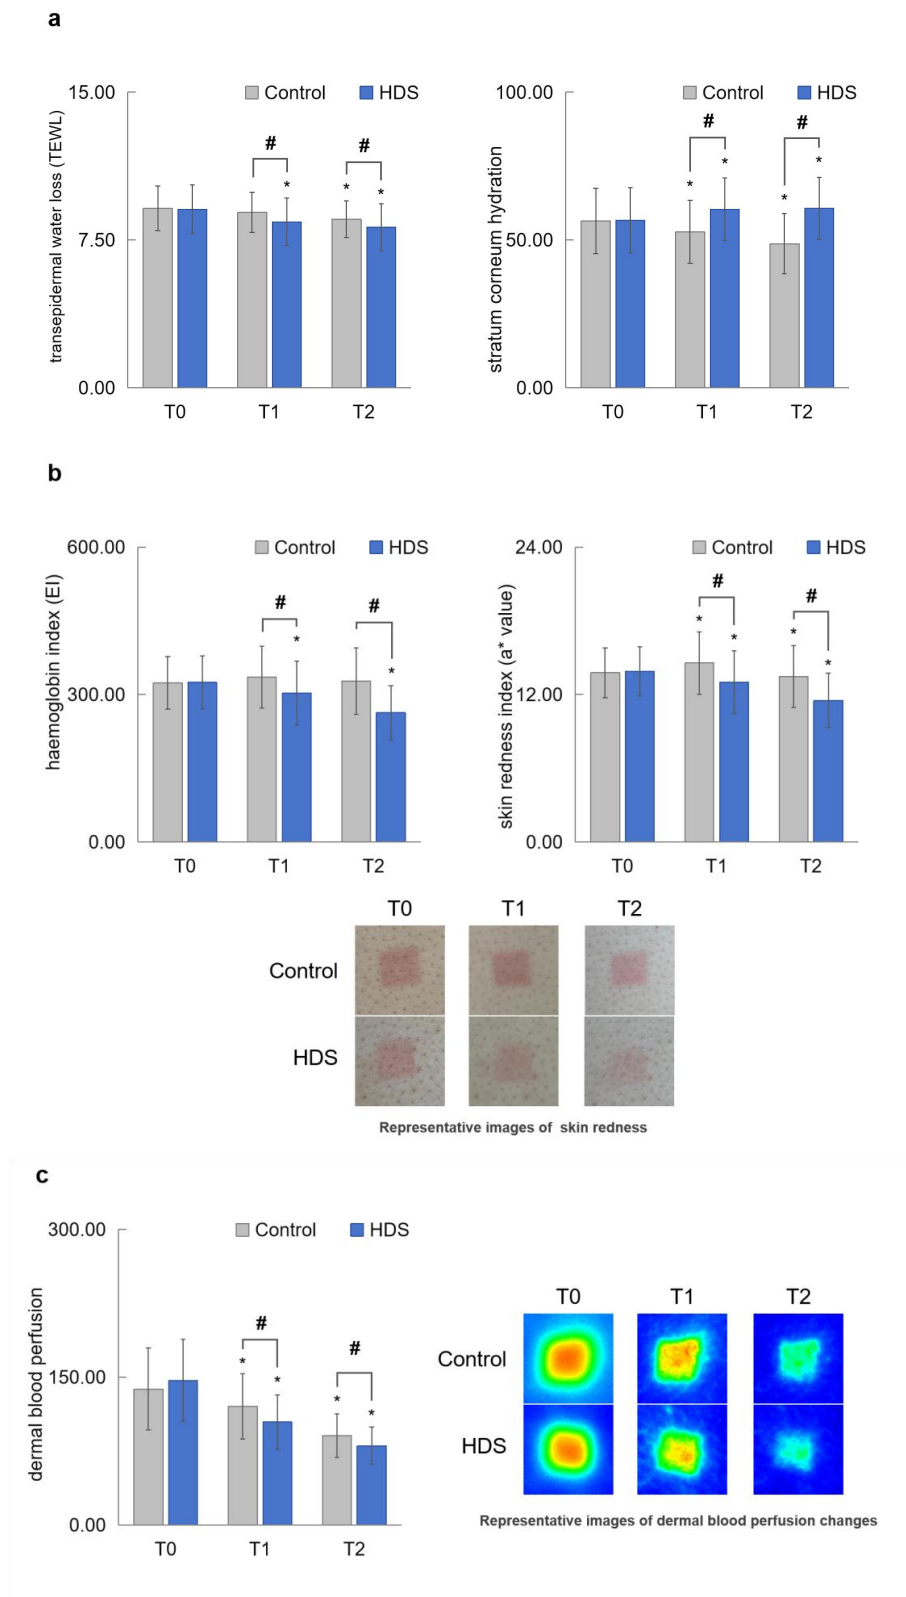 a
15.00
Control
HDS
transepidermal water loss (TEWL)
#
#
*
*
*
7.50
0.00
T0
T1
T2
100.00
Control
HDS
stratum corneum hydration
#
#
*
*
*
*
50.00
0.00
T0
T1
T2
b
600.00
Control
HDS
haemoglobin index (EI)
#
#
*
*
300.00
0.00
T0
T1
T2
24.00
Control
HDS
skin redness index (a* value)
#
#
*
*
*
*
12.00
0.00
T0
T1
T2
T0
T1
T2
Control
HDS
Representative images of skin redness
c
300.00
Control
HDS
dermal blood perfusion
#
#
*
*
*
*
150.00
0.00
T0
T1
T2
T0
T1
T2
Control
HDS
Representative images of dermal blood perfusion changes